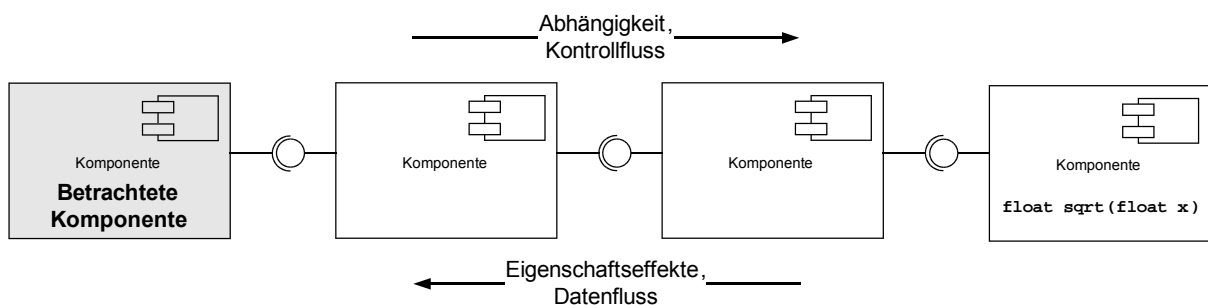 Abhängigkeit,
Kontrollfluss
Komponente
Betrachtete
Komponente
Komponente
Komponente
Komponente
float sqrt(float x)
Eigenschaftseffekte,
Datenfluss